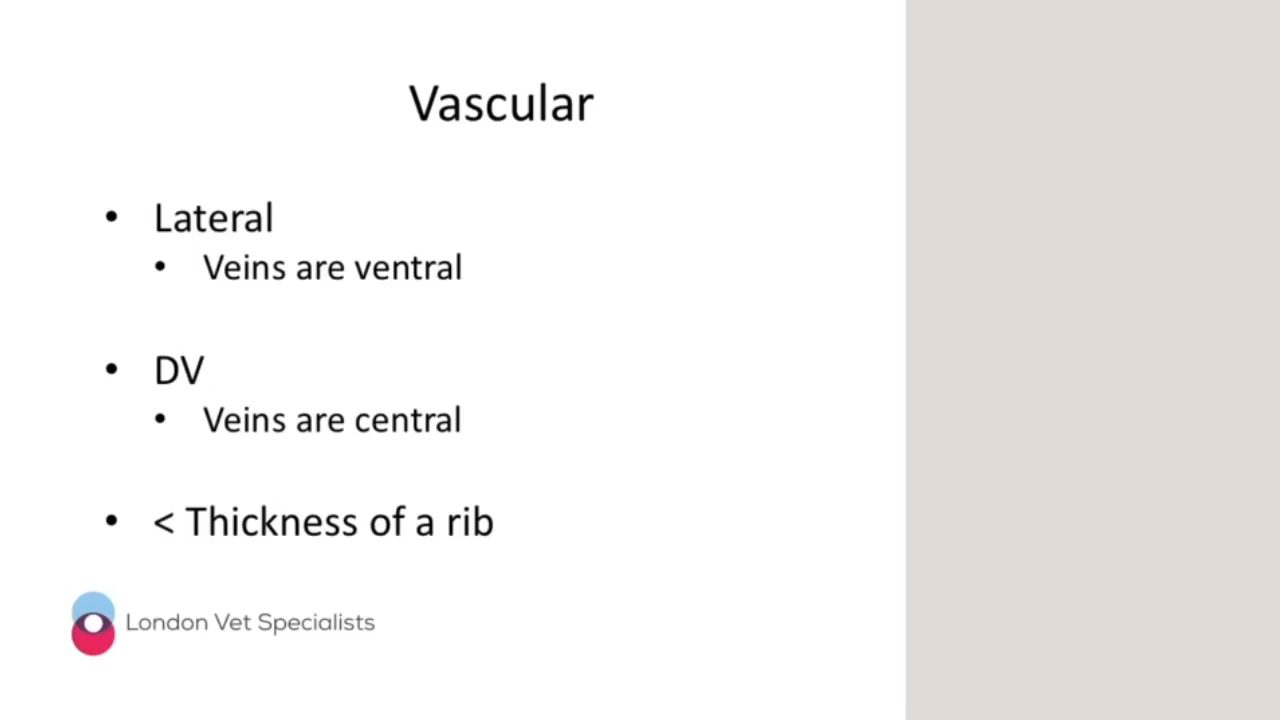 Vascular
• Lateral
• Veins are ventral
• DV
• Veins are central
• < Thickness of a rib
London Vet Specialists